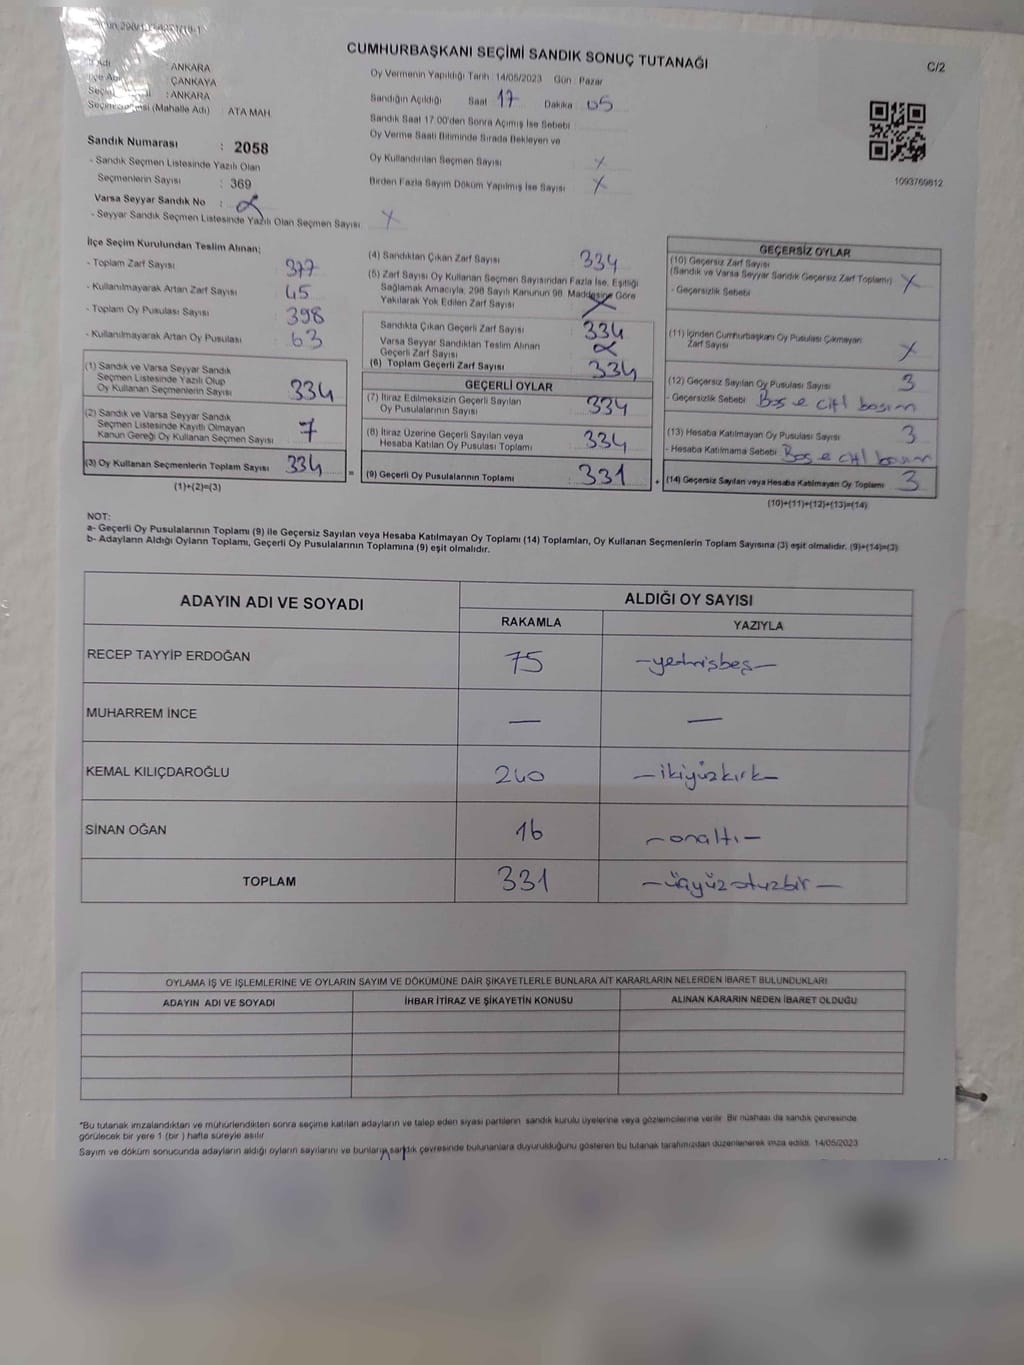 CUMHURBAŞKANI SEÇİMİ SANDIK SONUÇ TUTANAĞI
C/2
: ANKARA
: ÇANKAYA
: ANKARA
Seçim (Mahalle Adı) : ATA MAH
Oy Vermenin Yapıldığı Tarih : 14/05/2023 Gün : Pazar
Sandığın Açıldığı Saat 17 Dakika 05
Sandık Saat 17.00'den Sonra Açmış İse Sebebi :
Oy Verme Saati Bitiminde Sırada Bekleyen ve
Oy Kullandırılan Seçmen Sayısı : X
Birden Fazla Sayım Döküm Yapılmış İse Sayısı : X
1093769812
Sandık Numarası : 2058
- Sandık Seçmen Listesinde Yazılı Olan
Seçmenlerin Sayısı : 369
Varsa Seyyar Sandık No :
- Seyyar Sandık Seçmen Listesinde Yazılı Olan Seçmen Sayısı X
İlçe Seçim Kurulundan Teslim Alınan;
- Toplam Zarf Sayısı : 377
- Kullanılmayarak Artan Zarf Sayısı : 45
- Toplam Oy Pusulası Sayısı : 398
- Kullanılmayarak Artan Oy Pusulası : 63
(1) Sandık ve Varsa Seyyar Sandık
Seçmen Listesinde Yazılı Olup
Oy Kullanan Seçmenlerin Sayısı : 334
(2) Sandık ve Varsa Seyyar Sandık
Seçmen Listesinde Kayıtlı Olmayan
Kanun Gereği Oy Kullanan Seçmen Sayısı : 7
(3) Oy Kullanan Seçmenlerin Toplam Sayısı : 334
(1)+(2)=(3)
(4) Sandıktan Çıkan Zarf Sayısı : 334
(5) Zarf Sayısı Oy Kullanan Seçmen Sayısından Fazla İse, Eşitliği
Sağlamak Amacıyla, 298 Sayılı Kanunun 98. Maddesine Göre
Yakılarak Yok Edilen Zarf Sayısı : X
Sandıkta Çıkan Geçerli Zarf Sayısı : 334
Varsa Seyyar Sandıktan Teslim Alınan
Geçerli Zarf Sayısı :
(6) Toplam Geçerli Zarf Sayısı : 334
GEÇERLİ OYLAR
(7) İtiraz Edilmeksizin Geçerli Sayılan
Oy Pusulalarının Sayısı : 334
(8) İtiraz Üzerine Geçerli Sayılan veya
Hesaba Katılan Oy Pusulası Toplamı : 334
(9) Geçerli Oy Pusulalarının Toplamı : 331
=
+
GEÇERSİZ OYLAR
(10) Geçersiz Zarf Sayısı
(Sandık ve Varsa Seyyar Sandık Geçersiz Zarf Toplamı) : X
- Geçersizlik Sebebi :
(11) İçinden Cumhurbaşkanı Oy Pusulası Çıkmayan
Zarf Sayısı : X
(12) Geçersiz Sayılan Oy Pusulası Sayısı : 3
- Geçersizlik Sebebi : Boş e çift basım
(13) Hesaba Katılmayan Oy Pusulası Sayısı : 3
- Hesaba Katılmama Sebebi : Boş e çift basım
(14) Geçersiz Sayılan veya Hesaba Katılmayan Oy Toplamı : 3
(10)+(11)+(12)+(13)=(14)
NOT:
a- Geçerli Oy Pusulalarının Toplamı (9) ile Geçersiz Sayılan veya Hesaba Katılmayan Oy Toplamı (14) Toplamları, Oy Kullanan Seçmenlerin Toplam Sayısına (3) eşit olmalıdır. (9)+(14)=(3)
b- Adayların Aldığı Oyların Toplamı, Geçerli Oy Pusulalarının Toplamına (9) eşit olmalıdır.
ADAYIN ADI VE SOYADI
ALDIĞI OY SAYISI
RAKAMLA
YAZIYLA
RECEP TAYYİP ERDOĞAN 75 -yetmişbeş-
MUHARREM İNCE — —
KEMAL KILIÇDAROĞLU 240 -ikiyüzkırk-
SİNAN OĞAN 16 -onaltı-
TOPLAM 331 -üçyüzotuzbir-
OYLAMA İŞ VE İŞLEMLERİNE VE OYLARIN SAYIM VE DÖKÜMÜNE DAİR ŞİKAYETLERLE BUNLARA AİT KARARLARIN NELERDEN İBARET BULUNDUKLARI
ADAYIN ADI VE SOYADI
İHBAR İTİRAZ VE ŞİKAYETİN KONUSU
ALINAN KARARIN NEDEN İBARET OLDUĞU
*Bu tutanak imzalandıktan ve mühürlendikten sonra seçime katılan adayların ve talep eden siyasi partilerin sandık kurulu üyelerine veya gözlemcilerine verilir. Bir nüshası da sandık çevresinde
görülecek bir yere 1 (bir ) hafta süreyle asılır
Sayım ve döküm sonucunda adayların aldığı oyların sayılarını ve bunların sandık çevresinde bulunanlara duyurulduğunu gösteren bu tutanak tarafımızdan düzenlenerek imza edildi. 14/05/2023